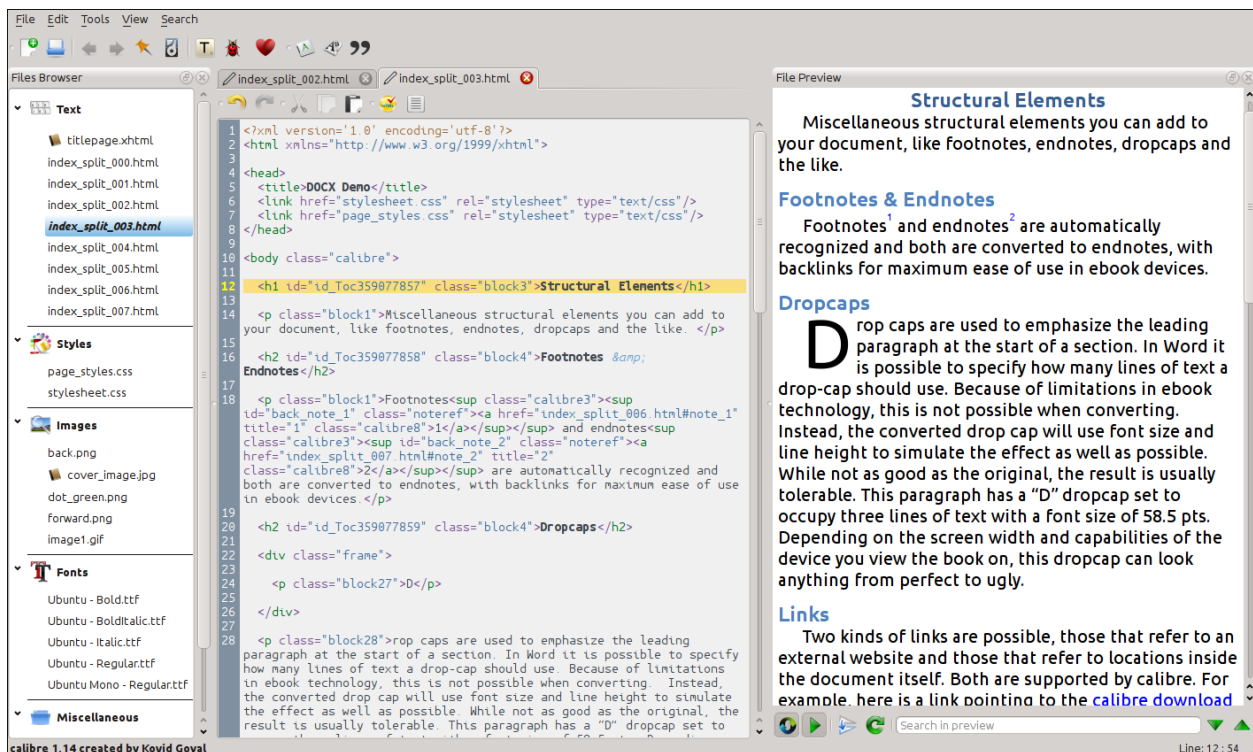 File Edit Tools View Search
Files Browser
Text
titlepage.xhtml
index_split_000.html
index_split_001.html
index_split_002.html
index_split_003.html
index_split_004.html
index_split_005.html
index_split_006.html
index_split_007.html
Styles
page_styles.css
stylesheet.css
Images
back.png
cover_image.jpg
dot_green.png
forward.png
image1.gif
Fonts
Ubuntu - Bold.ttf
Ubuntu - BoldItalic.ttf
Ubuntu - Italic.ttf
Ubuntu - Regular.ttf
Ubuntu Mono - Regular.ttf
Miscellaneous
index_split_002.html index_split_003.html
1 <?xml version='1.0' encoding='utf-8'?>
2 <html xmlns="http://www.w3.org/1999/xhtml">
3
4 <head>
5 <title>DOCX Demo</title>
6 <link href="stylesheet.css" rel="stylesheet" type="text/css"/>
7 <link href="page_styles.css" rel="stylesheet" type="text/css"/>
8 </head>
9
10 <body class="calibre">
11
12 <h1 id="id_Toc359077857" class="block3">Structural Elements</h1>
13
14 <p class="block1">Miscellaneous structural elements you can add to
your document, like footnotes, endnotes, dropcaps and the like. </p>
15
16 <h2 id="id_Toc359077858" class="block4">Footnotes &amp;
Endnotes</h2>
17
18 <p class="block1">Footnotes<sup class="calibre3"><sup
id="back_note_1" class="noteref"><a href="index_split_006.html#note_1"
title="1" class="calibre8">1</a></sup></sup> and endnotes<sup
class="calibre3"><sup id="back_note_2" class="noteref"><a
href="index_split_007.html#note_2" title="2"
class="calibre8">2</a></sup></sup> are automatically recognized and
both are converted to endnotes, with backlinks for maximum ease of use
in ebook devices.</p>
19
20 <h2 id="id_Toc359077859" class="block4">Dropcaps</h2>
21
22 <div class="frame">
23
24 <p class="block27">D</p>
25
26 </div>
27
28 <p class="block28">rop caps are used to emphasize the leading
paragraph at the start of a section. In Word it is possible to specify
how many lines of text a drop-cap should use. Because of limitations
in ebook technology, this is not possible when converting. Instead,
the converted drop cap will use font size and line height to simulate
the effect as well as possible. While not as good as the original, the
result is usually tolerable. This paragraph has a “D” dropcap set to
File Preview
Structural Elements
Miscellaneous structural elements you can add to
your document, like footnotes, endnotes, dropcaps and
the like.
Footnotes & Endnotes
Footnotes1 and endnotes2 are automatically
recognized and both are converted to endnotes, with
backlinks for maximum ease of use in ebook devices.
Dropcaps
Drop caps are used to emphasize the leading
paragraph at the start of a section. In Word it
is possible to specify how many lines of text a
drop-cap should use. Because of limitations in ebook
technology, this is not possible when converting.
Instead, the converted drop cap will use font size and
line height to simulate the effect as well as possible.
While not as good as the original, the result is usually
tolerable. This paragraph has a “D” dropcap set to
occupy three lines of text with a font size of 58.5 pts.
Depending on the screen width and capabilities of the
device you view the book on, this dropcap can look
anything from perfect to ugly.
Links
Two kinds of links are possible, those that refer to an
external website and those that refer to locations inside
the document itself. Both are supported by calibre. For
example, here is a link pointing to the calibre download
Search in preview
calibre 1.14 created by Kovid Goyal
Line: 12 : 54